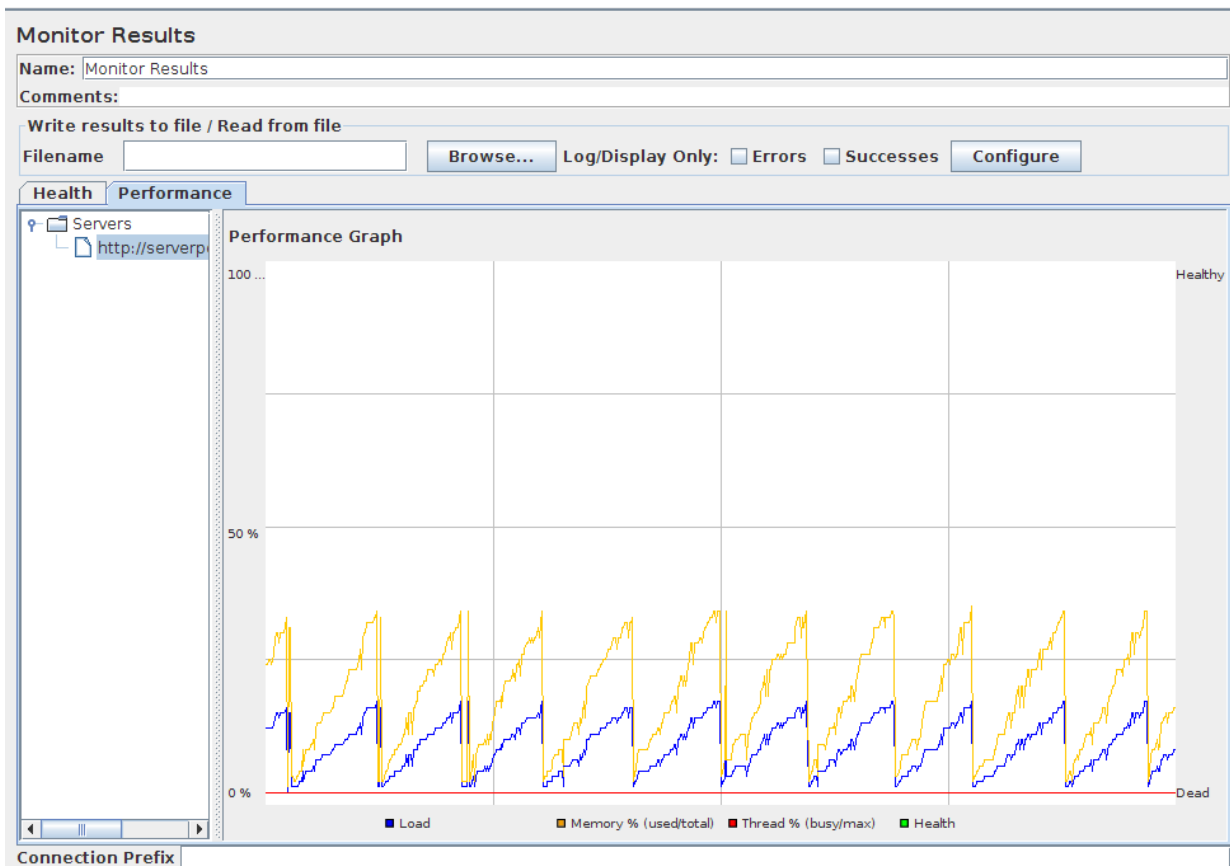 Monitor Results
Name: Monitor Results
Comments:
Write results to file / Read from file
Filename Browse... Log/Display Only: Errors Successes Configure
Health Performance
Servers
http://serverp
Performance Graph
100 ... Healthy
50 %
0 % Dead
Load Memory % (used/total) Thread % (busy/max) Health
Connection Prefix